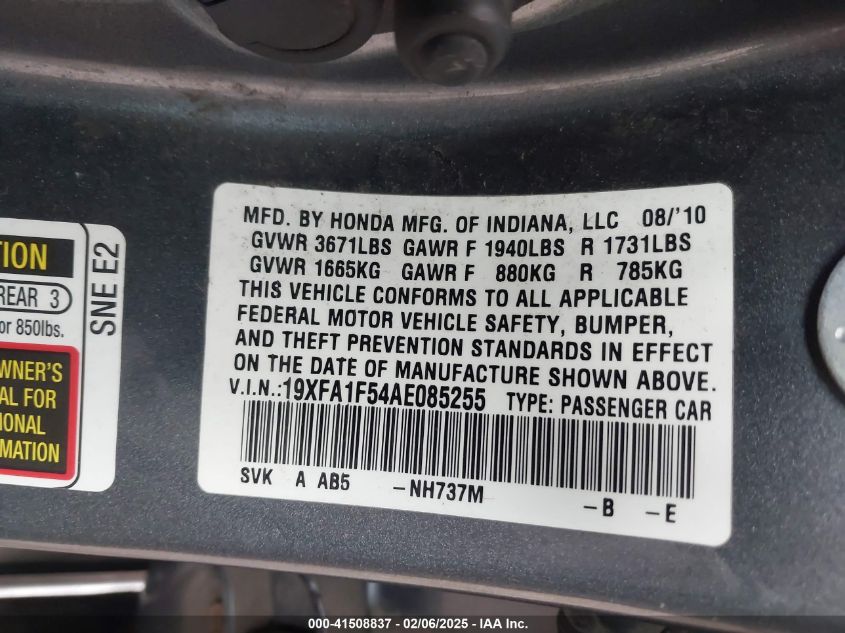 MFD. BY HONDA MFG. OF INDIANA, LLC 08/'10
GVWR 3671LBS GAWR F 1940LBS R 1731LBS
GVWR 1665KG GAWR F 880KG R 785KG
THIS VEHICLE CONFORMS TO ALL APPLICABLE
FEDERAL MOTOR VEHICLE SAFETY, BUMPER,
AND THEFT PREVENTION STANDARDS IN EFFECT
ON THE DATE OF MANUFACTURE SHOWN ABOVE.
V.I.N.:19XFA1F54AE085255 TYPE: PASSENGER CAR
SVK A AB5 -NH737M -B -E
TION
REAR 3
or 850lbs.
WNER'S
AL FOR
IONAL
RMATION
SNE E2
000-41508837 - 02/06/2025 - IAA Inc.